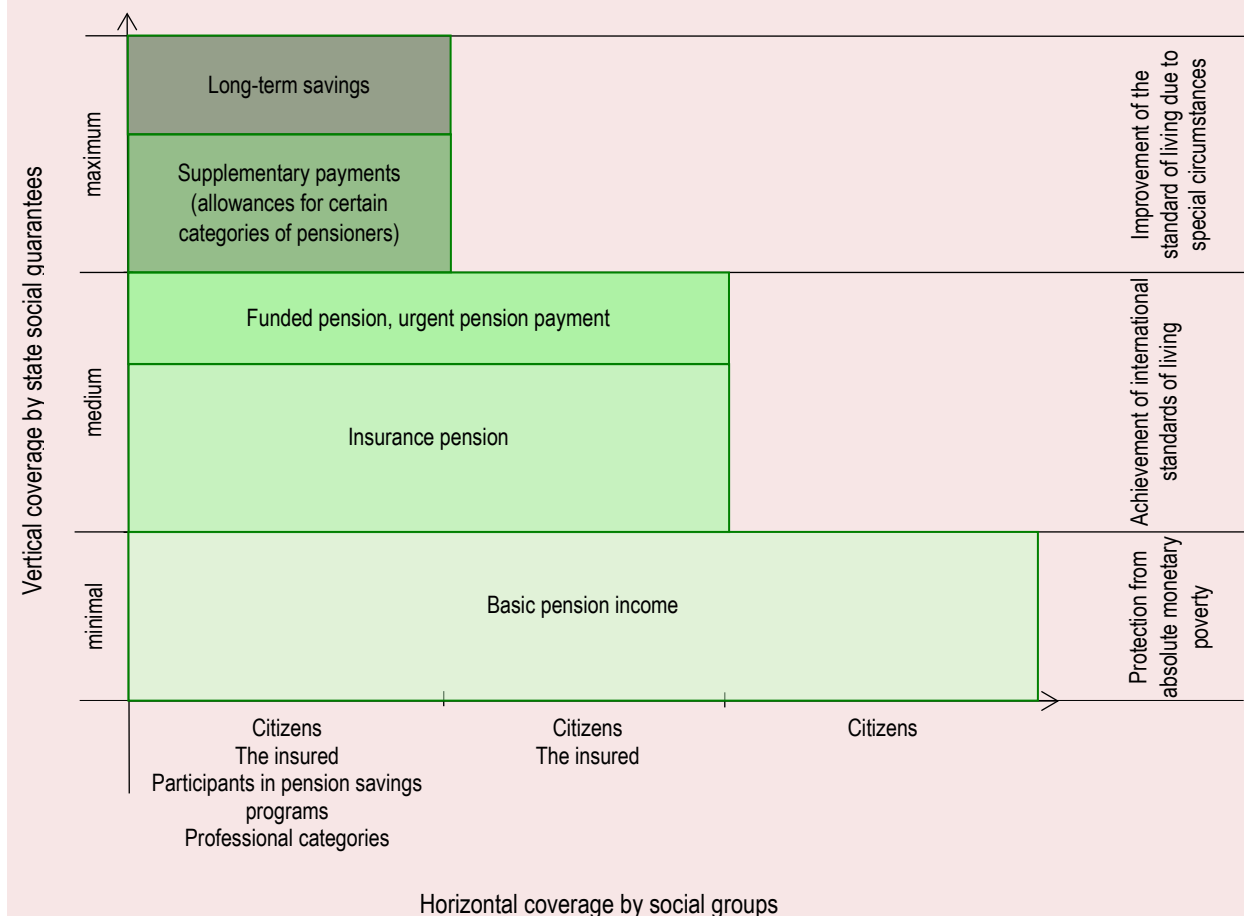 Vertical coverage by state social guarantees
maximum
medium
minimal
Long-term savings
Supplementary payments
(allowances for certain
categories of pensioners)
Funded pension, urgent pension payment
Insurance pension
Basic pension income
Improvement of the
standard of living due to
special circumstances
Achievement of international
standards of living
Protection from
absolute monetary
poverty
Citizens
The insured
Participants in pension savings
programs
Professional categories
Citizens
The insured
Citizens
Horizontal coverage by social groups